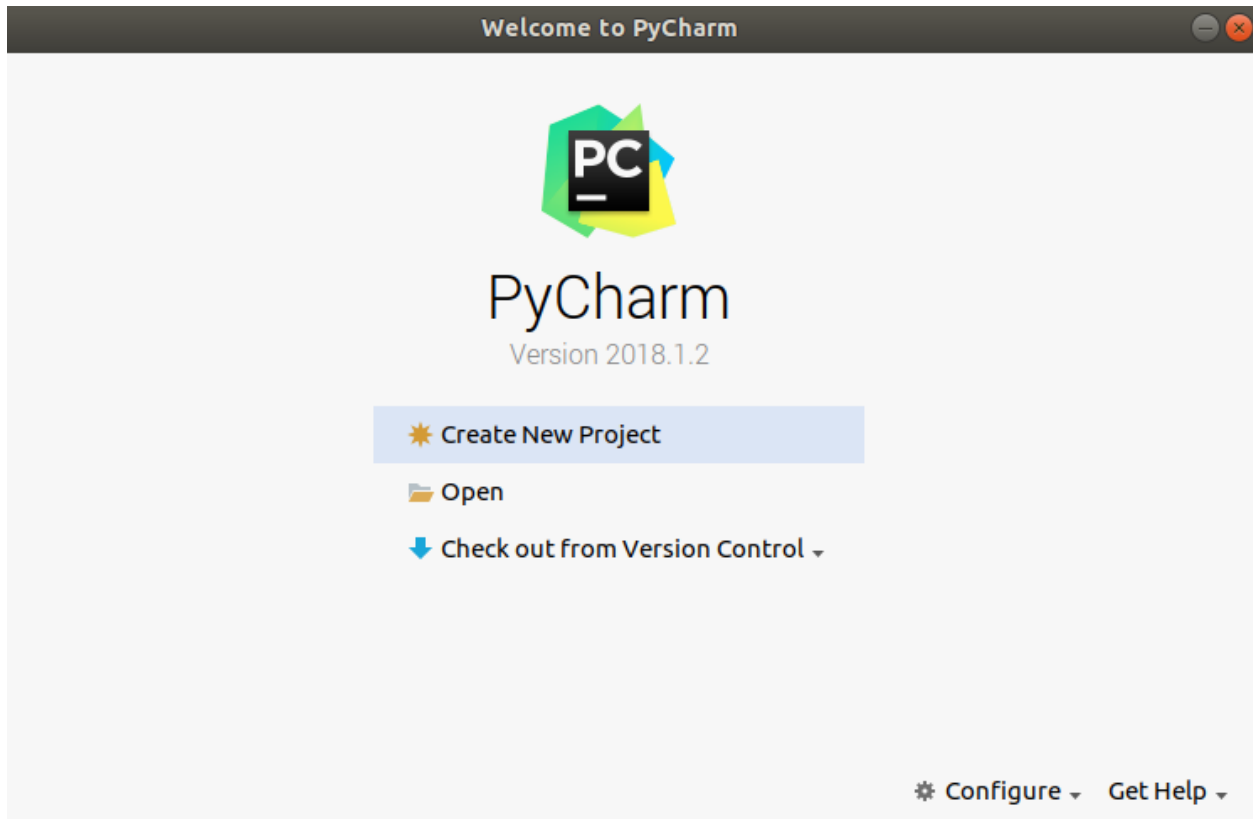 Welcome to PyCharm
PC
PyCharm
Version 2018.1.2
Create New Project
Open
Check out from Version Control
Configure
Get Help